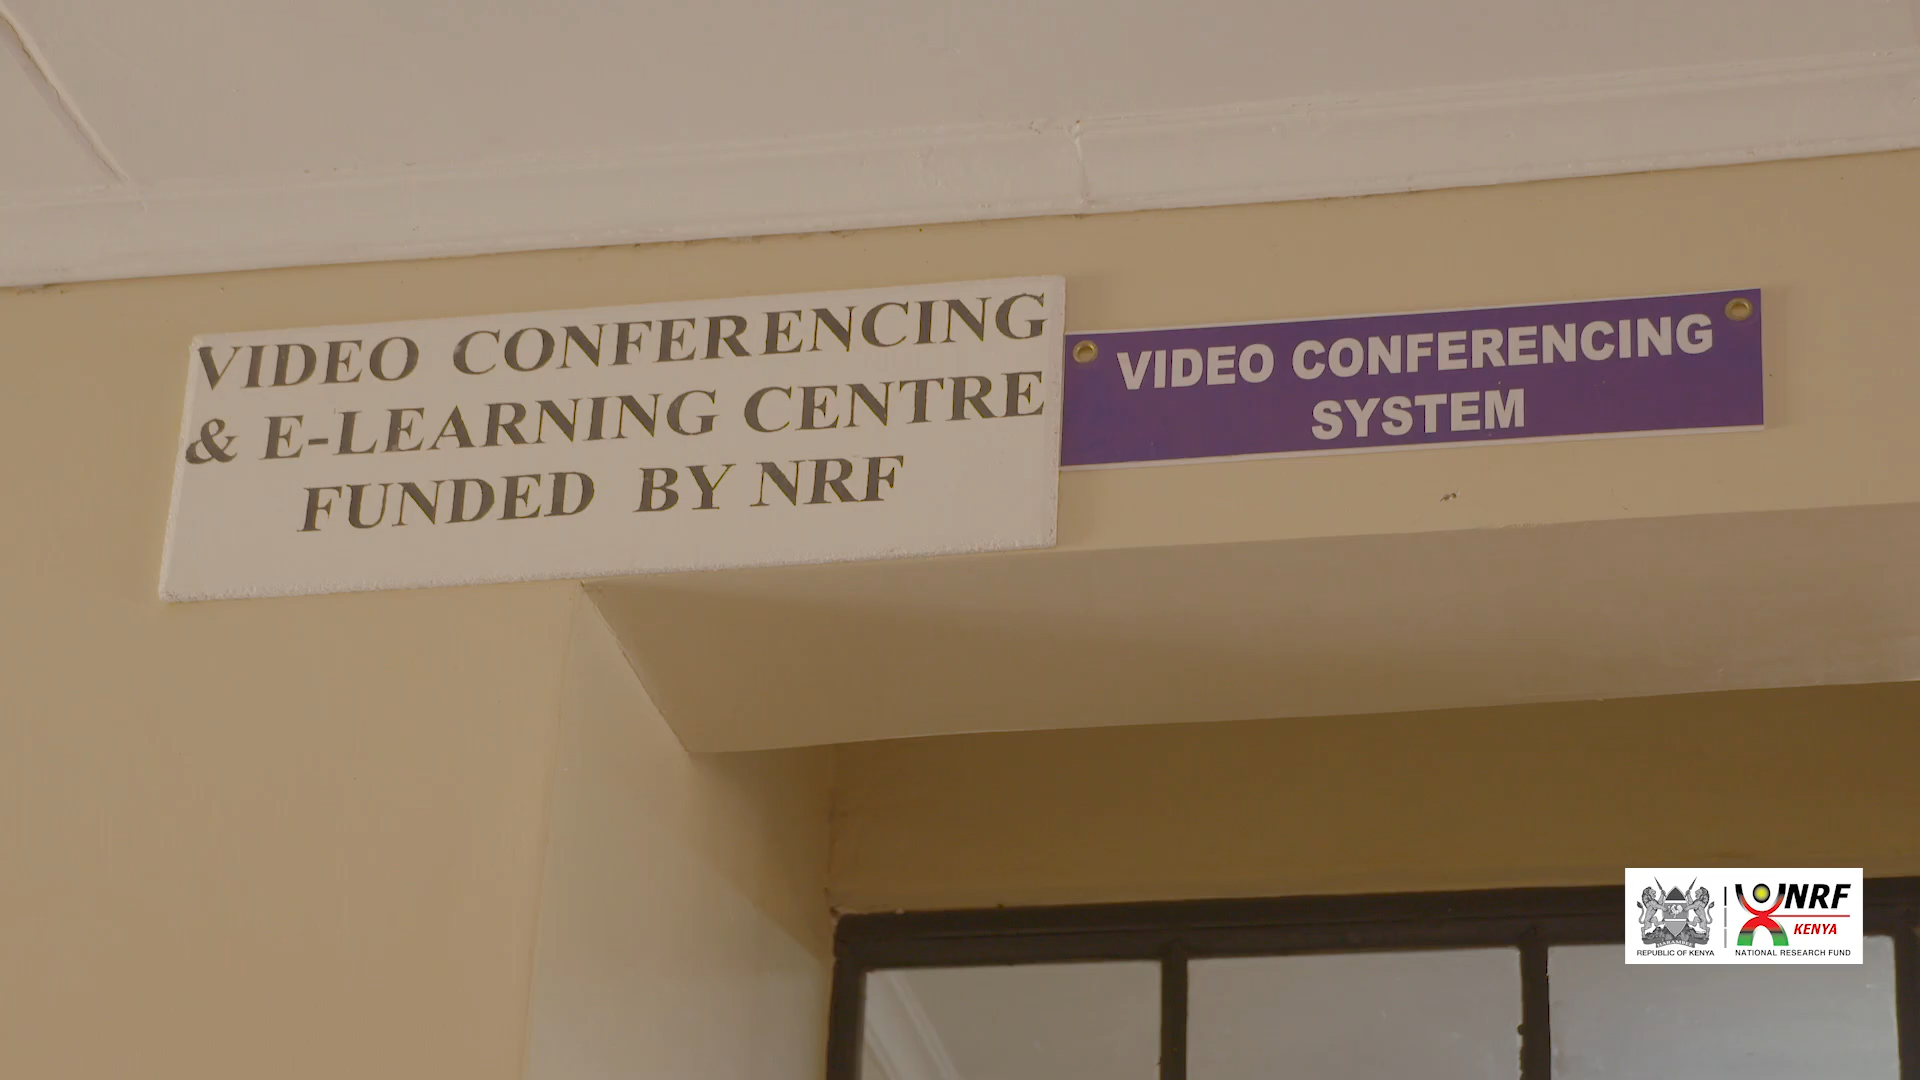 VIDEO CONFERENCING
& E-LEARNING CENTRE
FUNDED BY NRF
VIDEO CONFERENCING
SYSTEM
NRF
KENYA
REPUBLIC OF KENYA
NATIONAL RESEARCH FUND